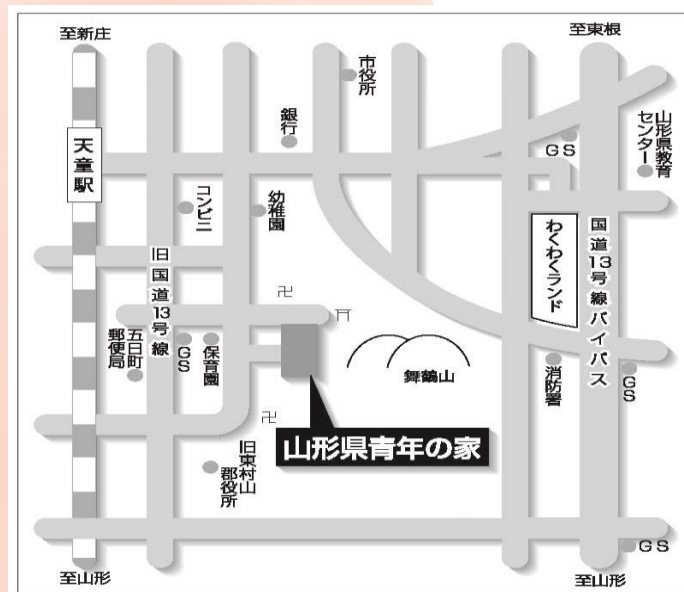 至新庄
至東根
市役所
銀行
GS
山形県教育
センター
天童駅
コンビニ
幼稚園
わくわくランド
国道13号線バイパス
旧国道13号線
五日町
郵便局
GS
保育園
舞鶴山
消防署
GS
山形県青年の家
旧東村山
郡役所
GS
至山形
至山形